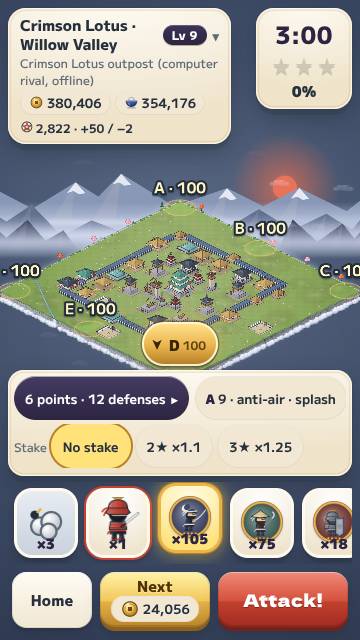 Crimson Lotus ·
Willow Valley
Lv 9 ▾
Crimson Lotus outpost (computer
rival, offline)
380,406 354,176
2,822 · +50 / −2
3:00
0%
A · 100
B · 100
· 100
C · 10
E · 100
D 100
6 points · 12 defenses ▸
A 9 · anti-air · splash
Stake No stake 2★ ×1.1 3★ ×1.25
×3 ×1 ×105 ×75 ×18
Home
Next
24,056
Attack!